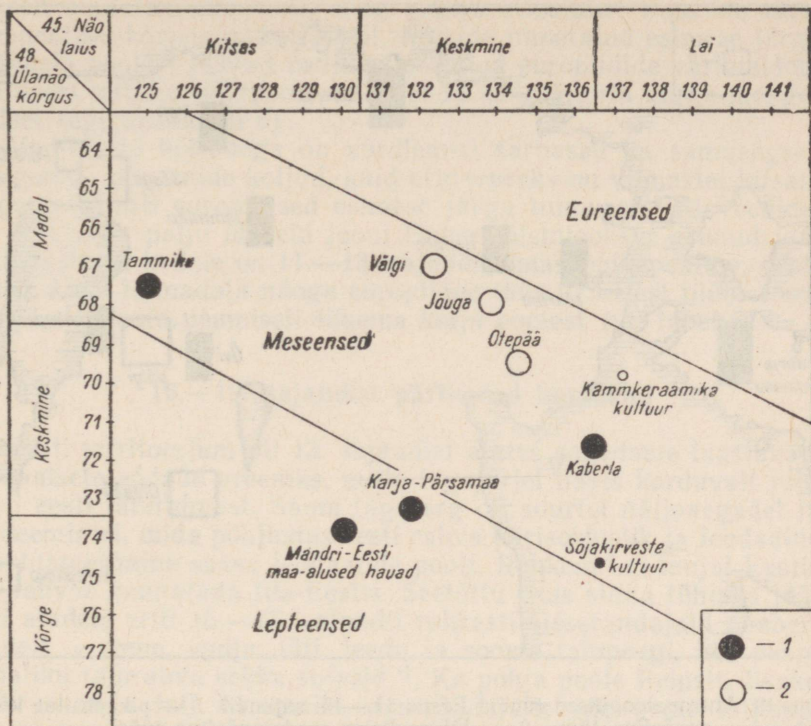 45. Näo
laius
48.
Ülanäo
kõrgus
Kitsas Keskmine Lai
125 126 127 128 129 130 131 132 133 134 135 136 137 138 139 140 141
Madal
Keskmine
Kõrge
64
65
66
67
68
69
70
71
72
73
74
75
76
77
78
Eureensed
Tammiku
Välgi
Jõuga
Otepää
Meseensed
Kammkeraamika
kultuur
Kaberla
Karja-Pärsamaa
Mandri-Eesti
maa-alused hauad
Sõjakirveste
kultuur
Lepteensed
— 1
— 2